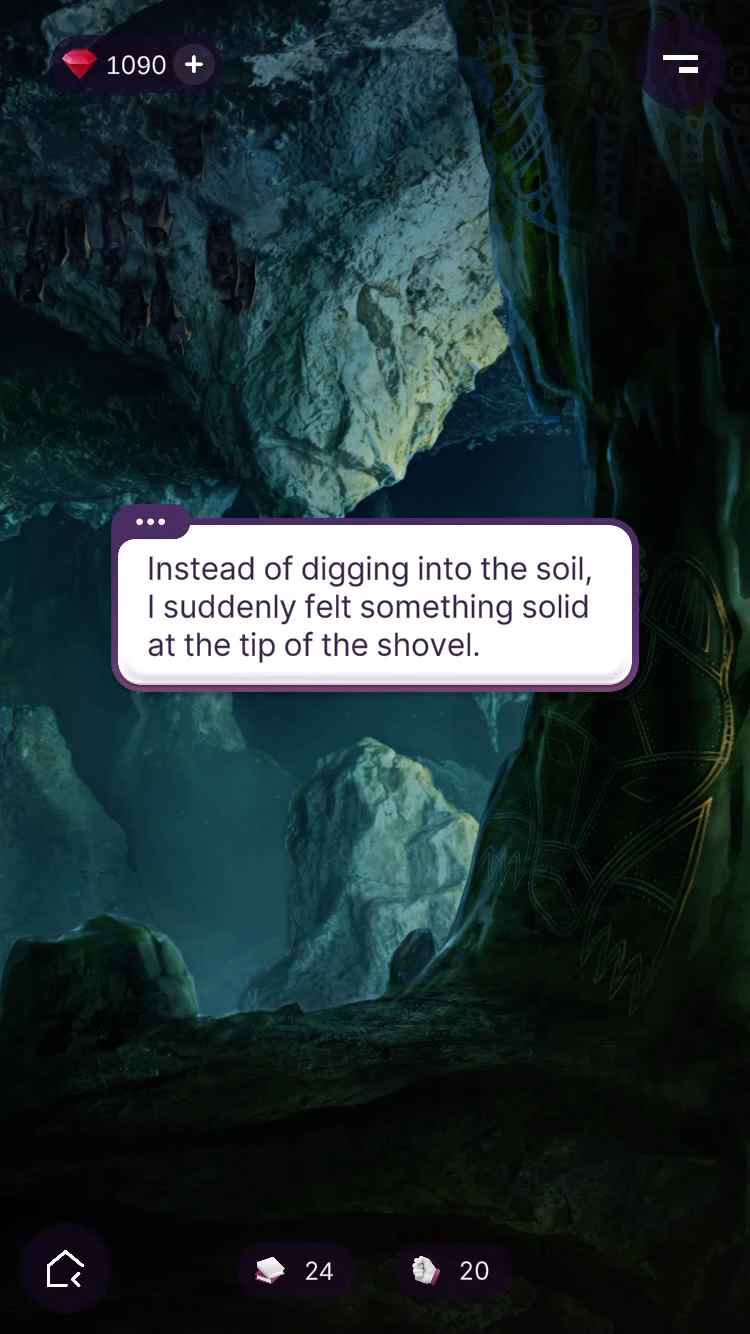 1090
Instead of digging into the soil,
I suddenly felt something solid
at the tip of the shovel.
24
20